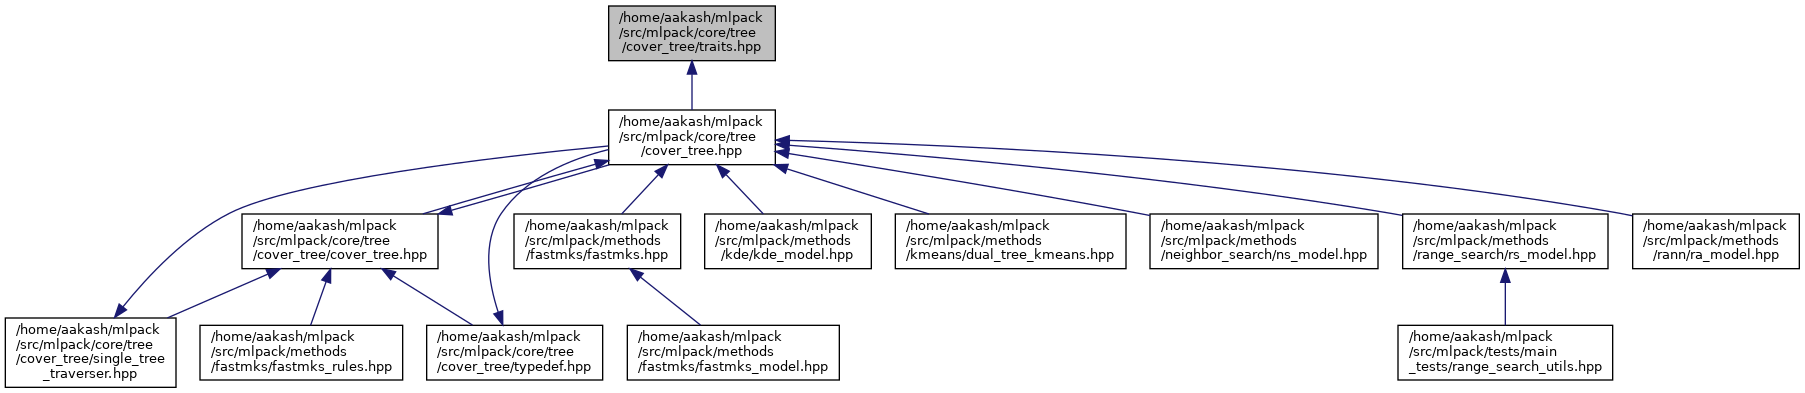 /home/aakash/mlpack
/src/mlpack/core/tree
/cover_tree/traits.hpp
/home/aakash/mlpack
/src/mlpack/core/tree
/cover_tree.hpp
/home/aakash/mlpack
/src/mlpack/core/tree
/cover_tree/cover_tree.hpp
/home/aakash/mlpack
/src/mlpack/methods
/fastmks/fastmks.hpp
/home/aakash/mlpack
/src/mlpack/methods
/kde/kde_model.hpp
/home/aakash/mlpack
/src/mlpack/methods
/kmeans/dual_tree_kmeans.hpp
/home/aakash/mlpack
/src/mlpack/methods
/neighbor_search/ns_model.hpp
/home/aakash/mlpack
/src/mlpack/methods
/range_search/rs_model.hpp
/home/aakash/mlpack
/src/mlpack/methods
/rann/ra_model.hpp
/home/aakash/mlpack
/src/mlpack/core/tree
/cover_tree/single_tree
_traverser.hpp
/home/aakash/mlpack
/src/mlpack/methods
/fastmks/fastmks_rules.hpp
/home/aakash/mlpack
/src/mlpack/core/tree
/cover_tree/typedef.hpp
/home/aakash/mlpack
/src/mlpack/methods
/fastmks/fastmks_model.hpp
/home/aakash/mlpack
/src/mlpack/tests/main
_tests/range_search_utils.hpp